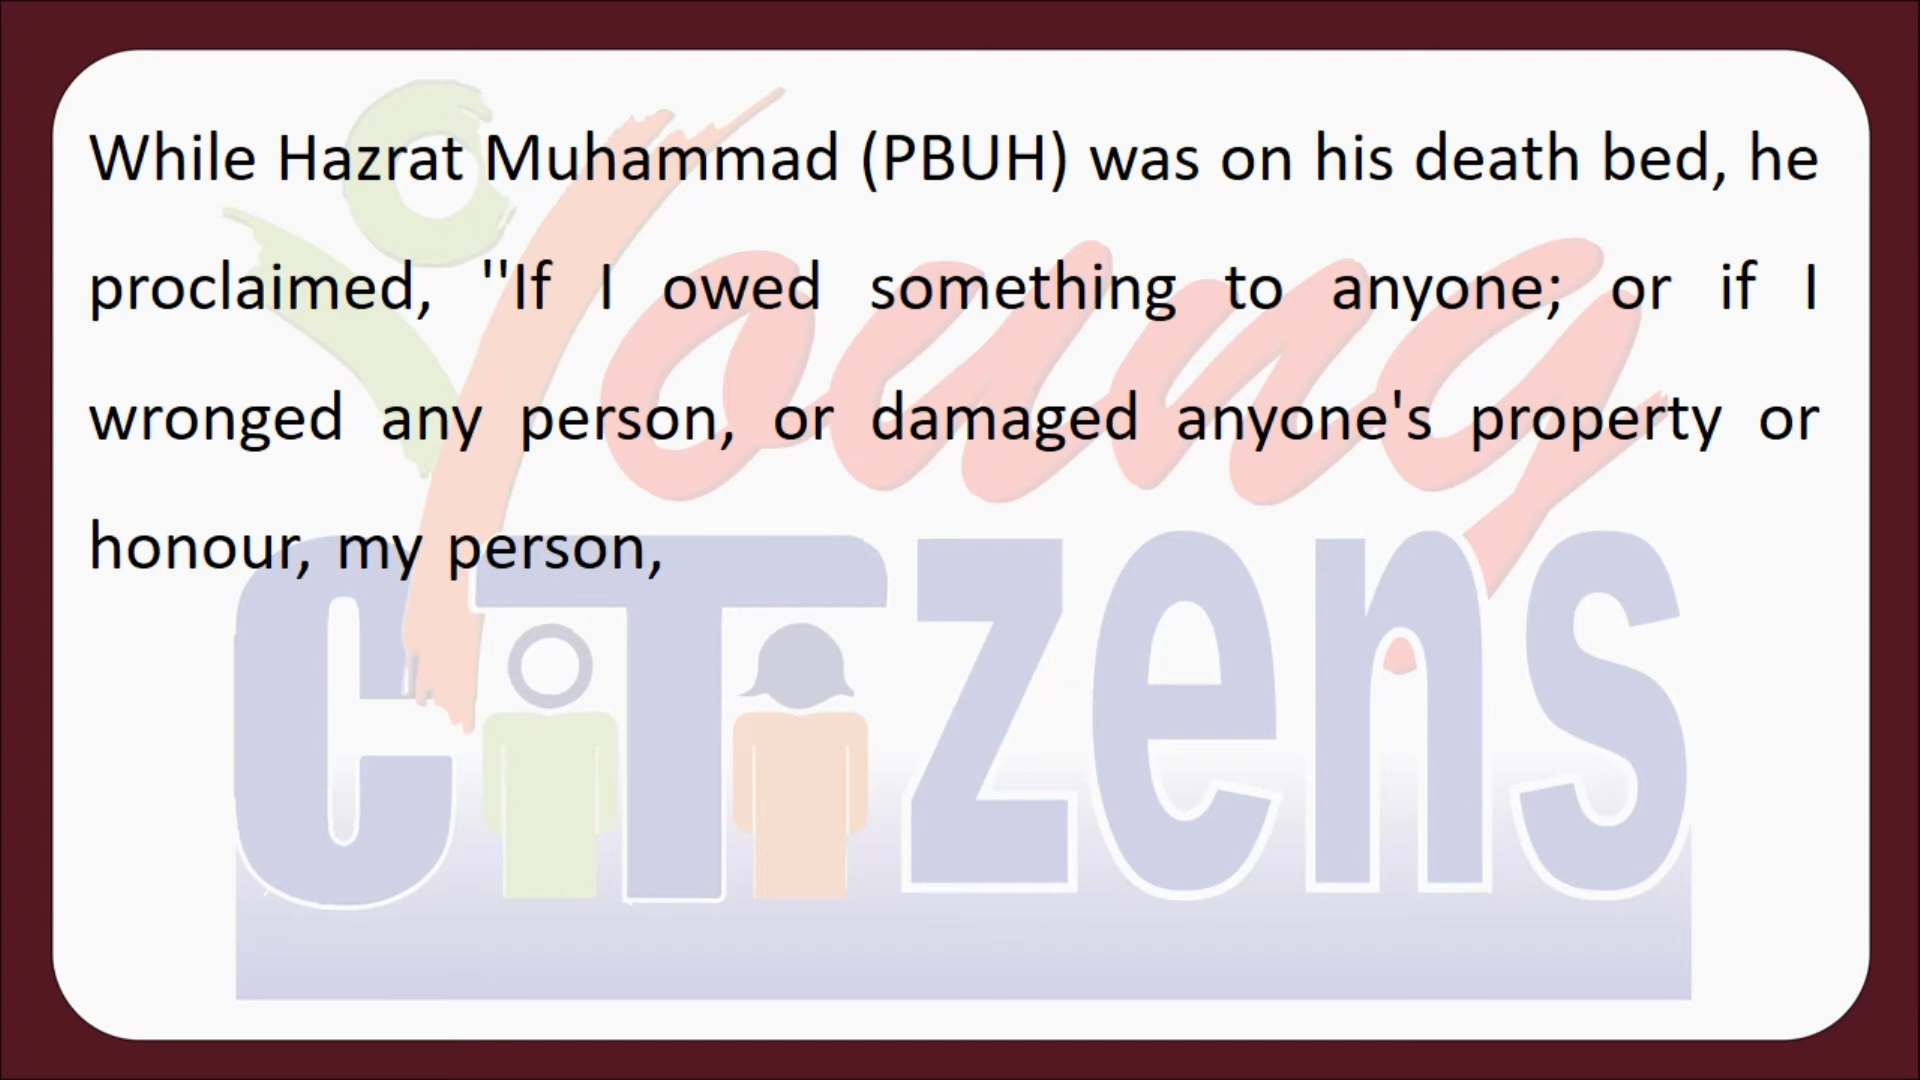 While Hazrat Muhammad (PBUH) was on his death bed, he
proclaimed, "If I owed something to anyone; or if I
wronged any person, or damaged anyone's property or
honour, my person,
Young
CiTizens